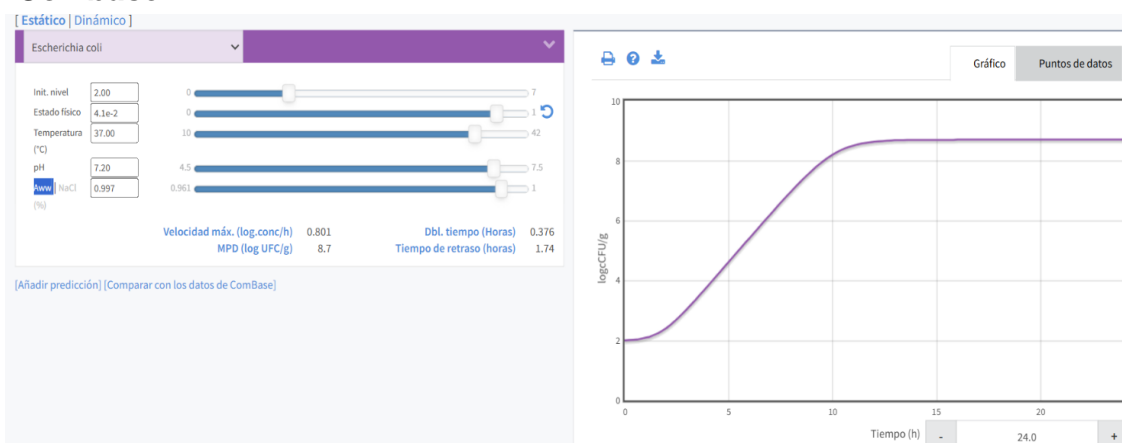 [ Estático | Dinámico ]
Escherichia coli
Init. nivel 2.00 0 7
Estado físico 4.1e-2 0 1
Temperatura 37.00 10 42
(°C)
pH 7.20 4.5 7.5
Aww NaCl 0.997 0.961 1
(%)
Velocidad máx. (log.conc/h) 0.801 Dbl. tiempo (Horas) 0.376
MPD (log UFC/g) 8.7 Tiempo de retraso (horas) 1.74
[Añadir predicción] [Comparar con los datos de ComBase]
Gráfico Puntos de datos
10
8
6
4
2
0
logcCFU/g
0 5 10 15 20
Tiempo (h) - 24.0 +